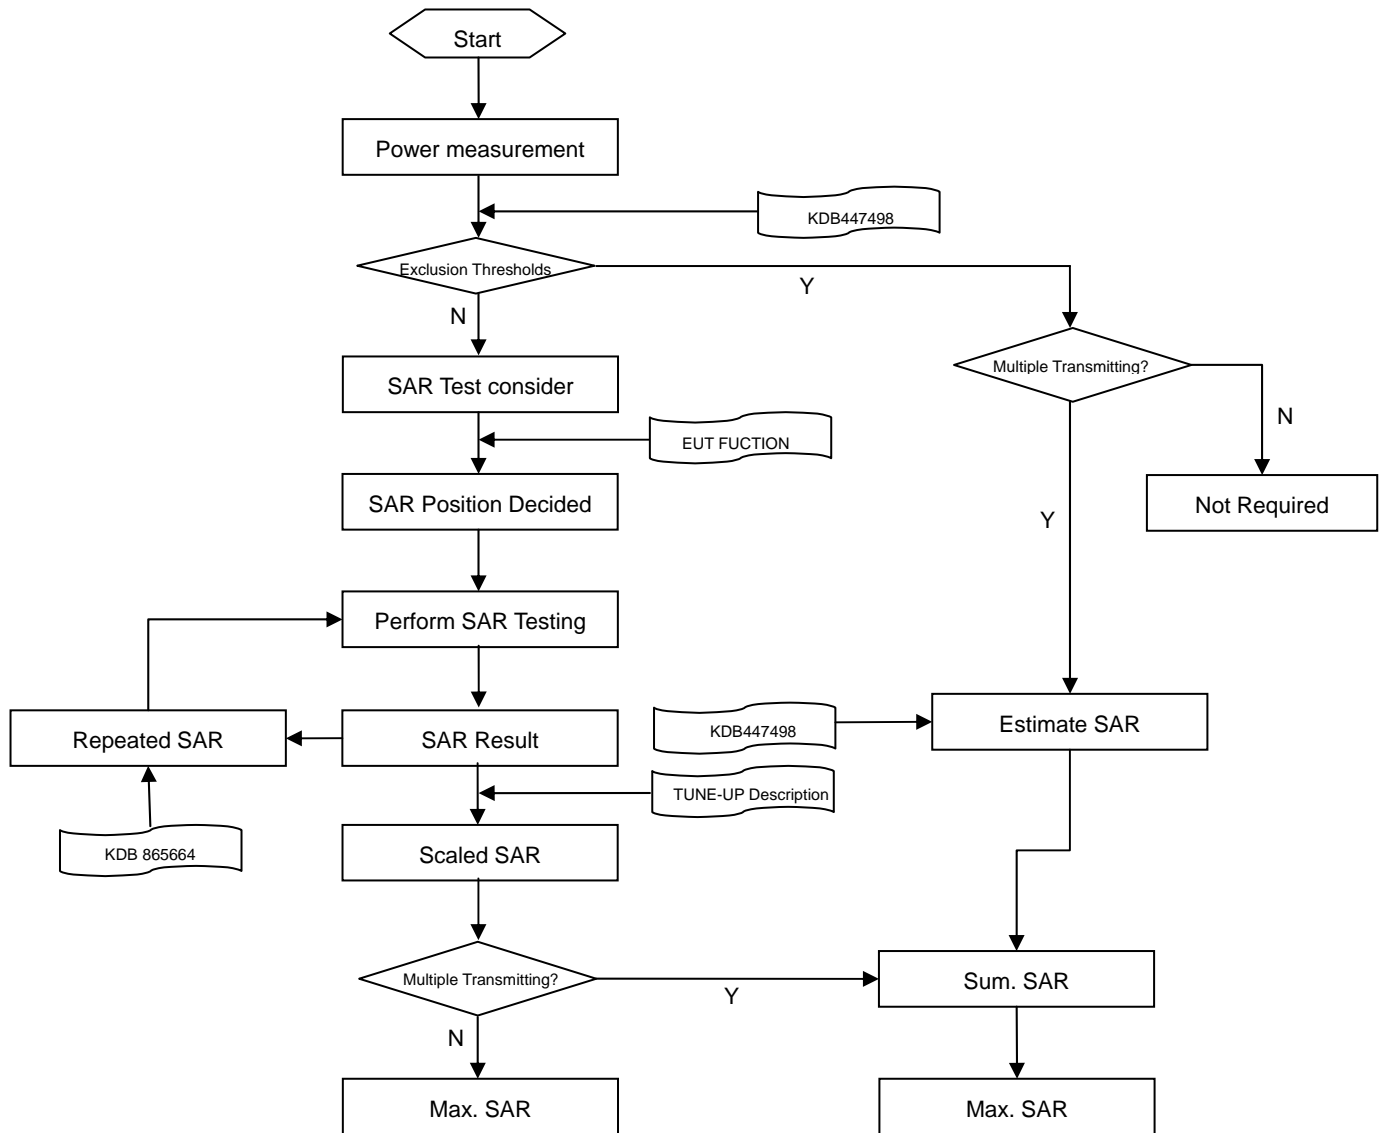 Start
Power measurement
KDB447498
Exclusion Thresholds
Y
N
Multiple Transmitting?
SAR Test consider
N
EUT FUCTION
SAR Position Decided
Not Required
Y
Perform SAR Testing
Repeated SAR
SAR Result
KDB447498
Estimate SAR
TUNE-UP Description
KDB 865664
Scaled SAR
Multiple Transmitting?
Y
Sum. SAR
N
Max. SAR
Max. SAR